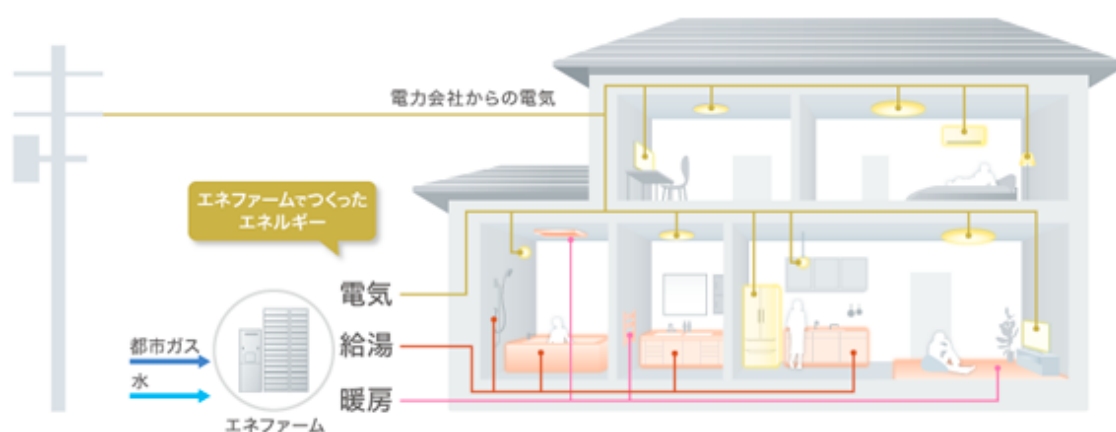 電力会社からの電気
エネファームでつくった
エネルギー
電気
都市ガス
給湯
水
暖房
エネファーム